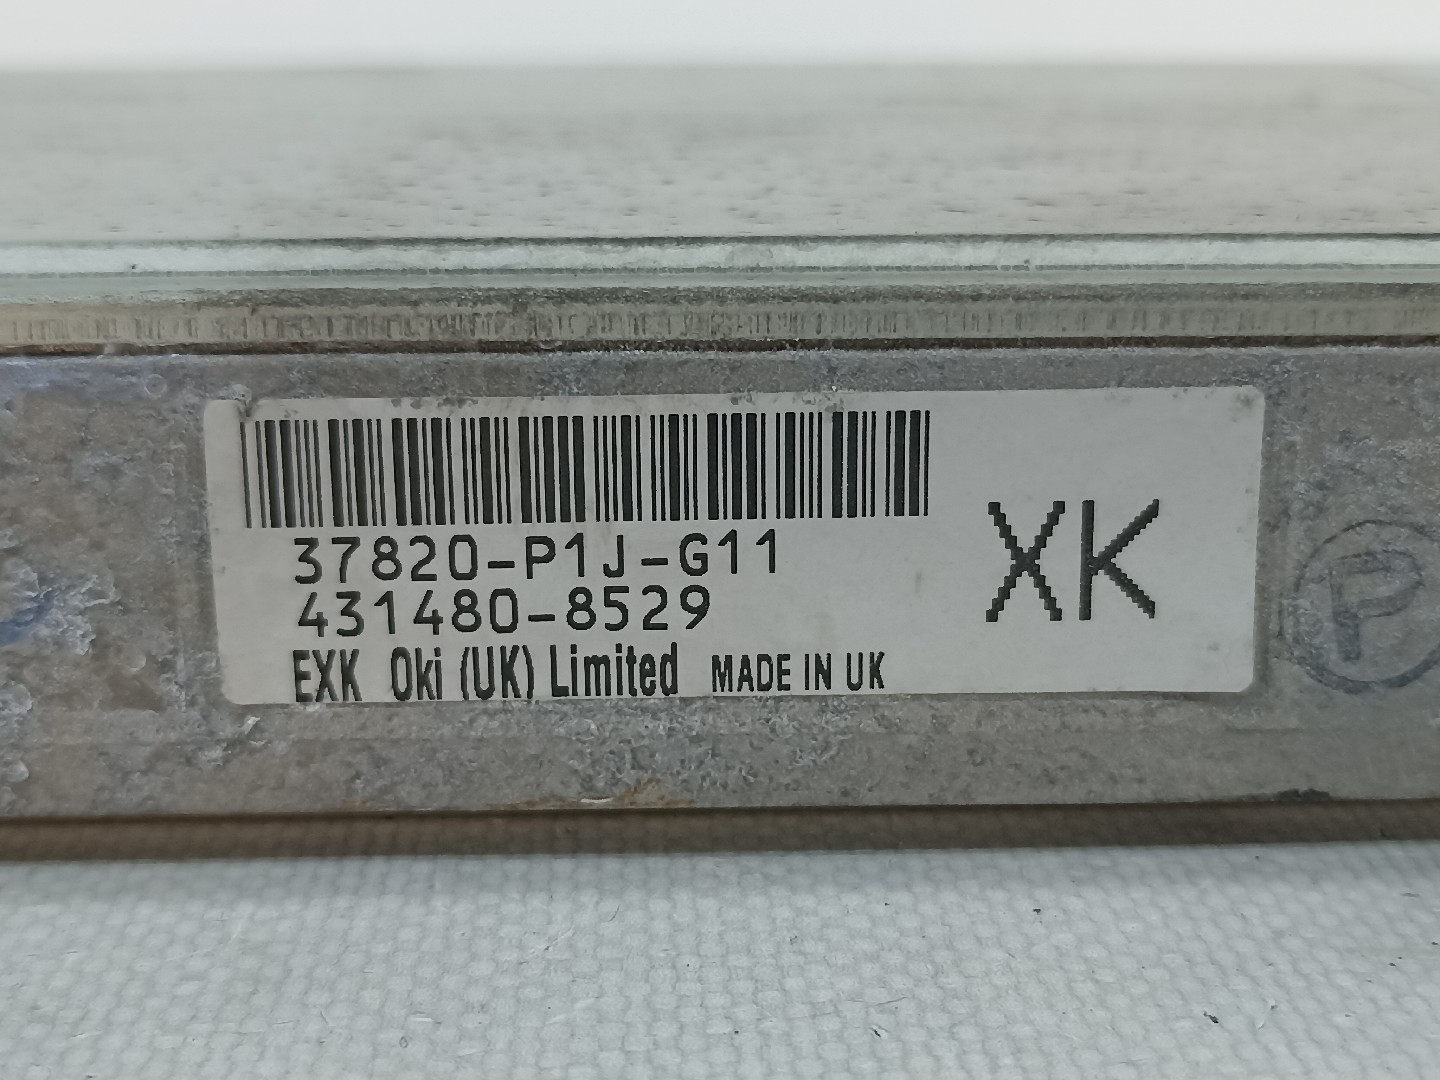 37820-P1J-G11
431480-8529
EXK Oki (UK) Limited MADE IN UK
XK
P